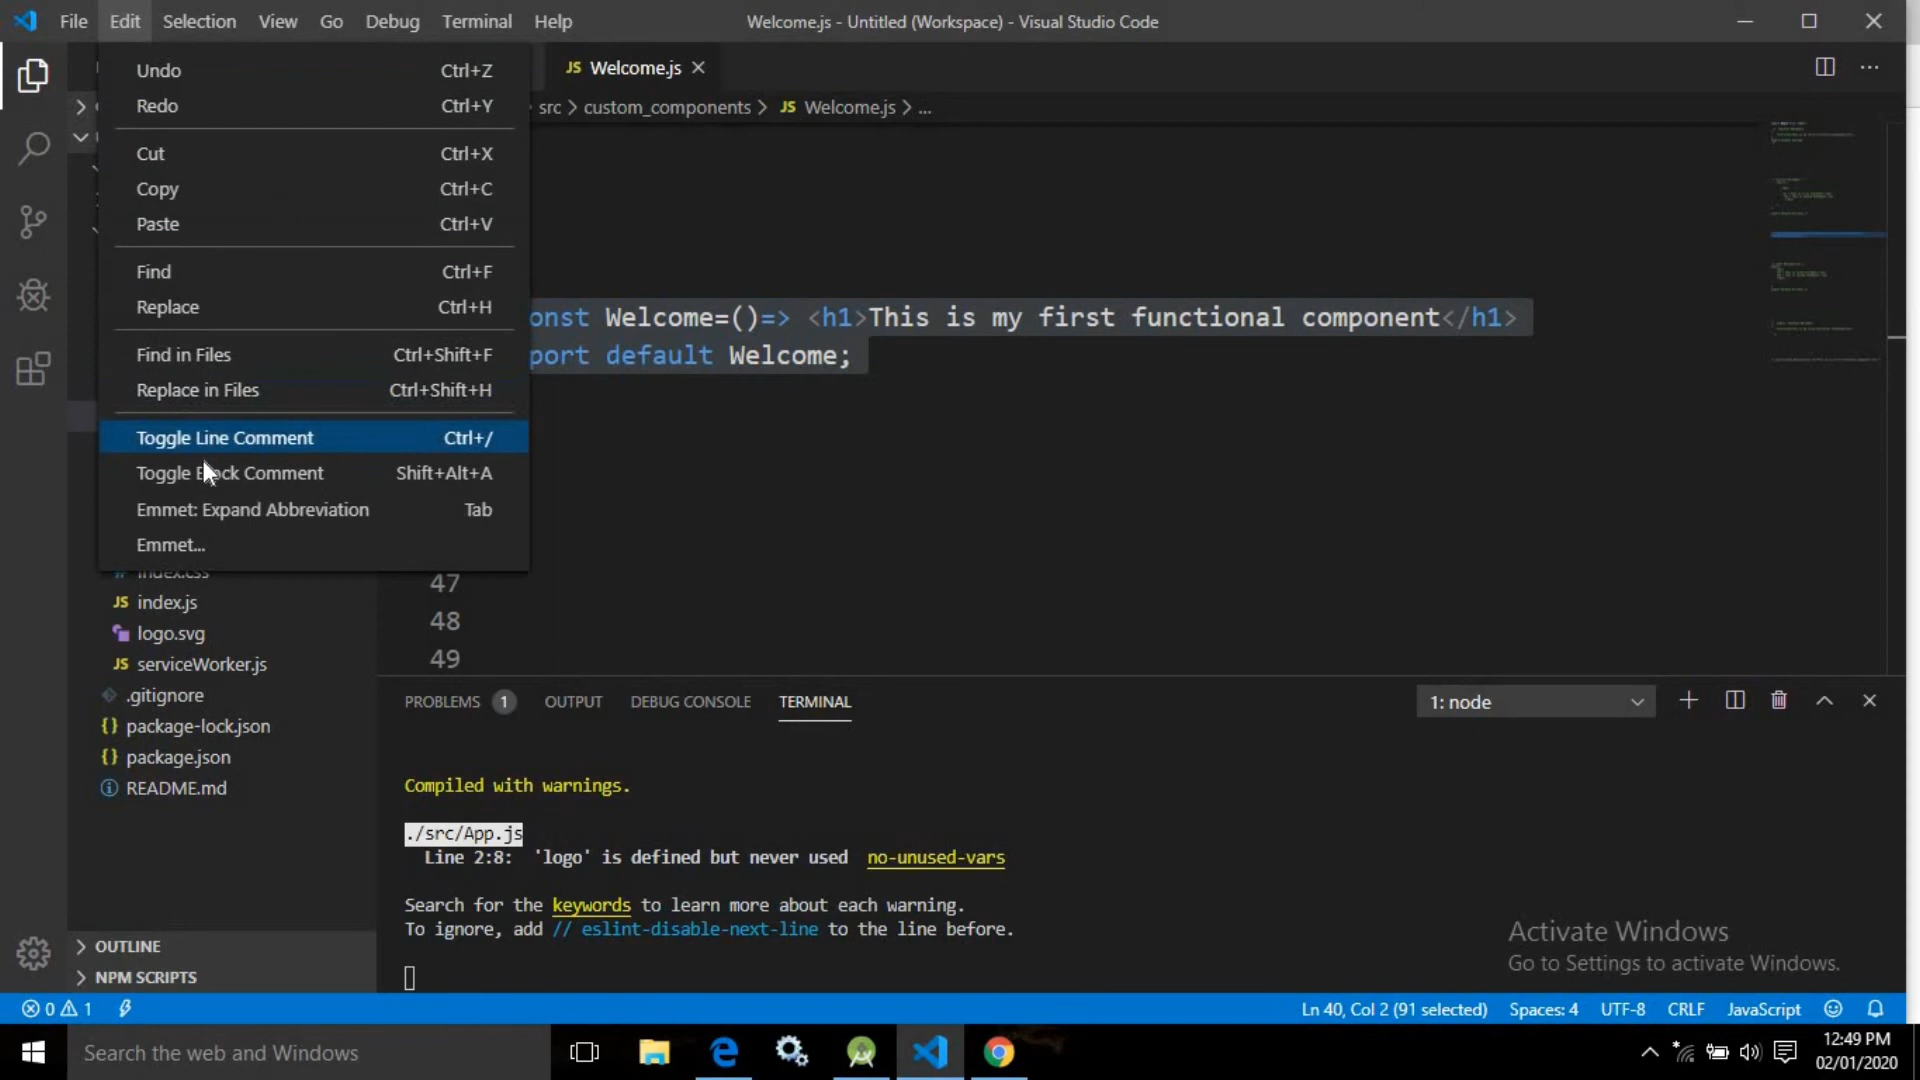 File Edit Selection View Go Debug Terminal Help
Welcome.js - Untitled (Workspace) - Visual Studio Code
Undo Ctrl+Z
Redo Ctrl+Y
Cut Ctrl+X
Copy Ctrl+C
Paste Ctrl+V
Find Ctrl+F
Replace Ctrl+H
Find in Files Ctrl+Shift+F
Replace in Files Ctrl+Shift+H
Toggle Line Comment Ctrl+/
Toggle Block Comment Shift+Alt+A
Emmet: Expand Abbreviation Tab
Emmet...
JS Welcome.js
src > custom_components > JS Welcome.js > ...
onst Welcome=()=> <h1>This is my first functional component</h1>
port default Welcome;
47
48
49
index.css
JS index.js
logo.svg
JS serviceWorker.js
.gitignore
{} package-lock.json
{} package.json
README.md
OUTLINE
NPM SCRIPTS
PROBLEMS 1 OUTPUT DEBUG CONSOLE TERMINAL
1: node
Compiled with warnings.
./src/App.js
Line 2:8: 'logo' is defined but never used no-unused-vars
Search for the keywords to learn more about each warning.
To ignore, add // eslint-disable-next-line to the line before.
Activate Windows
Go to Settings to activate Windows.
0 1
Ln 40, Col 2 (91 selected) Spaces: 4 UTF-8 CRLF JavaScript
Search the web and Windows
12:49 PM
02/01/2020